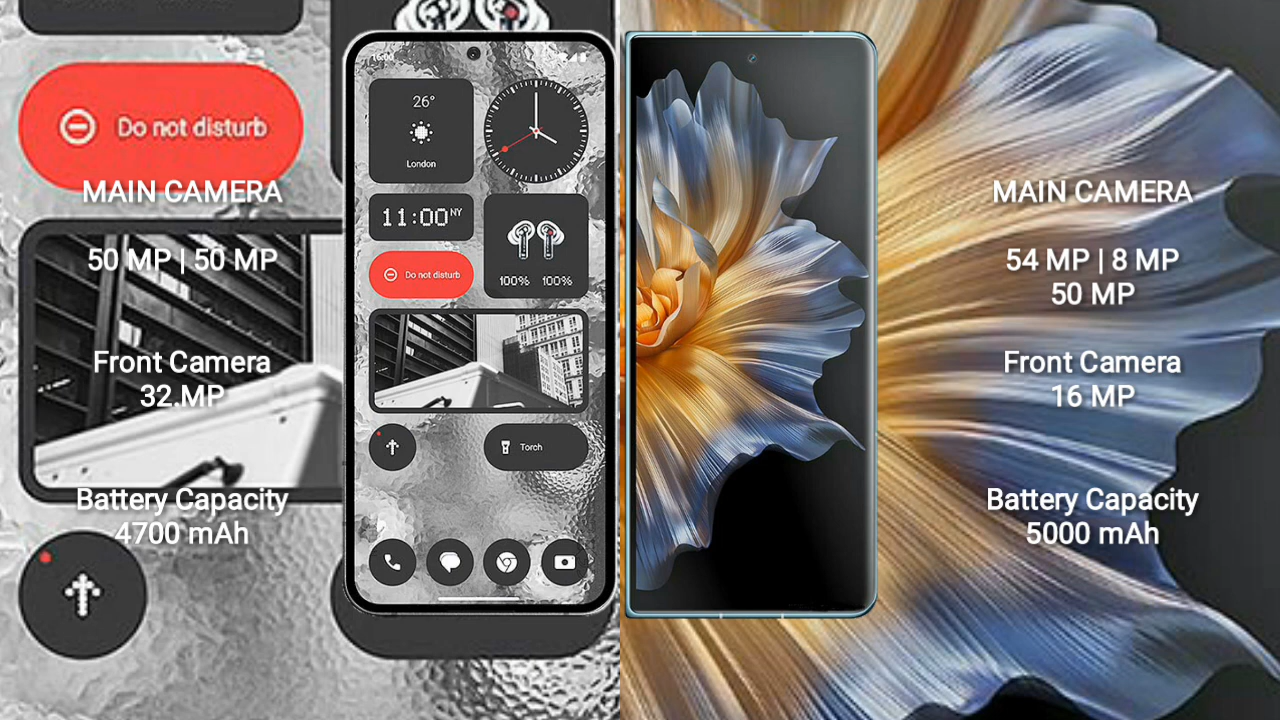 Do not disturb
MAIN CAMERA
50 MP | 50 MP
Front Camera
32.MP
Battery Capacity
4700 mAh
16:00
26°
London
11:00 NY
100% 100%
Do not disturb
Torch
MAIN CAMERA
54 MP | 8 MP
50 MP
Front Camera
16 MP
Battery Capacity
5000 mAh